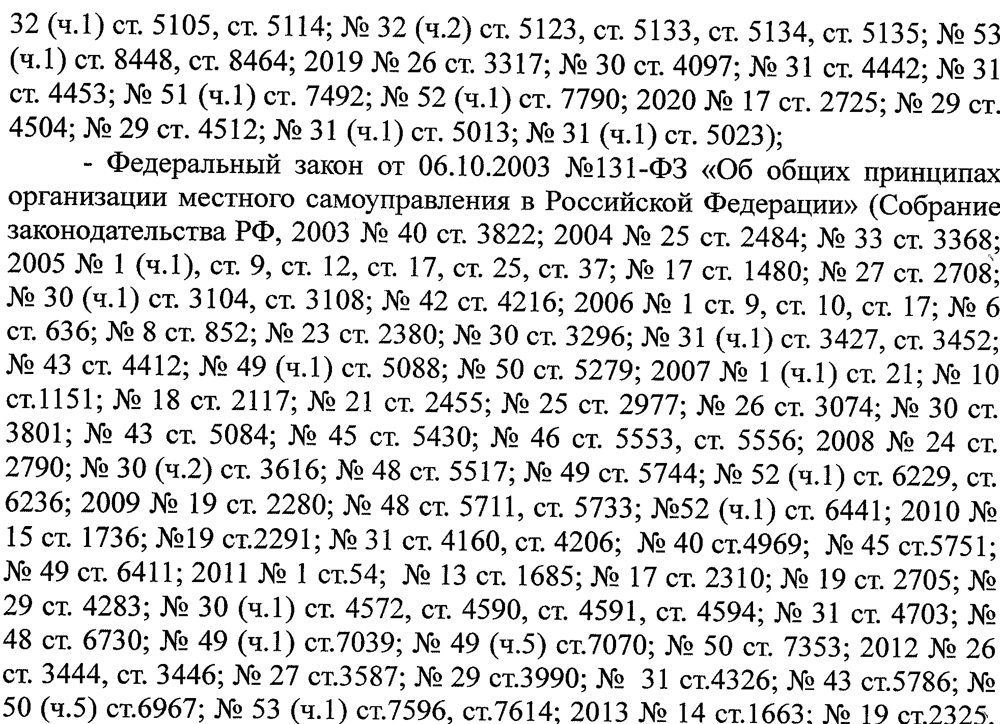 32 (ч.1) ст. 5105, ст. 5114; № 32 (ч.2) ст. 5123, ст. 5133, ст. 5134, ст. 5135; № 53
(ч.1) ст. 8448, ст. 8464; 2019 № 26 ст. 3317; № 30 ст. 4097; № 31 ст. 4442; № 31
ст. 4453; № 51 (ч.1) ст. 7492; № 52 (ч.1) ст. 7790; 2020 № 17 ст. 2725; № 29 ст.
4504; № 29 ст. 4512; № 31 (ч.1) ст. 5013; № 31 (ч.1) ст. 5023);
- Федеральный закон от 06.10.2003 №131-ФЗ «Об общих принципах
организации местного самоуправления в Российской Федерации» (Собрание
законодательства РФ, 2003 № 40 ст. 3822; 2004 № 25 ст. 2484; № 33 ст. 3368;
2005 № 1 (ч.1), ст. 9, ст. 12, ст. 17, ст. 25, ст. 37; № 17 ст. 1480; № 27 ст. 2708;
№ 30 (ч.1) ст. 3104, ст. 3108; № 42 ст. 4216; 2006 № 1 ст. 9, ст. 10, ст. 17; № 6
ст. 636; № 8 ст. 852; № 23 ст. 2380; № 30 ст. 3296; № 31 (ч.1) ст. 3427, ст. 3452;
№ 43 ст. 4412; № 49 (ч.1) ст. 5088; № 50 ст. 5279; 2007 № 1 (ч.1) ст. 21; № 10
ст.1151; № 18 ст. 2117; № 21 ст. 2455; № 25 ст. 2977; № 26 ст. 3074; № 30 ст.
3801; № 43 ст. 5084; № 45 ст. 5430; № 46 ст. 5553, ст. 5556; 2008 № 24 ст.
2790; № 30 (ч.2) ст. 3616; № 48 ст. 5517; № 49 ст. 5744; № 52 (ч.1) ст. 6229, ст.
6236; 2009 № 19 ст. 2280; № 48 ст. 5711, ст. 5733; №52 (ч.1) ст. 6441; 2010 №
15 ст. 1736; №19 ст.2291; № 31 ст. 4160, ст. 4206; № 40 ст.4969; № 45 ст.5751;
№ 49 ст. 6411; 2011 № 1 ст.54; № 13 ст. 1685; № 17 ст. 2310; № 19 ст. 2705; №
29 ст. 4283; № 30 (ч.1) ст. 4572, ст. 4590, ст. 4591, ст. 4594; № 31 ст. 4703; №
48 ст. 6730; № 49 (ч.1) ст.7039; № 49 (ч.5) ст.7070; № 50 ст. 7353; 2012 № 26
ст. 3444, ст. 3446; № 27 ст.3587; № 29 ст.3990; № 31 ст.4326; № 43 ст.5786; №
50 (ч.5) ст.6967; № 53 (ч.1) ст.7596, ст.7614; 2013 № 14 ст.1663; № 19 ст.2325,